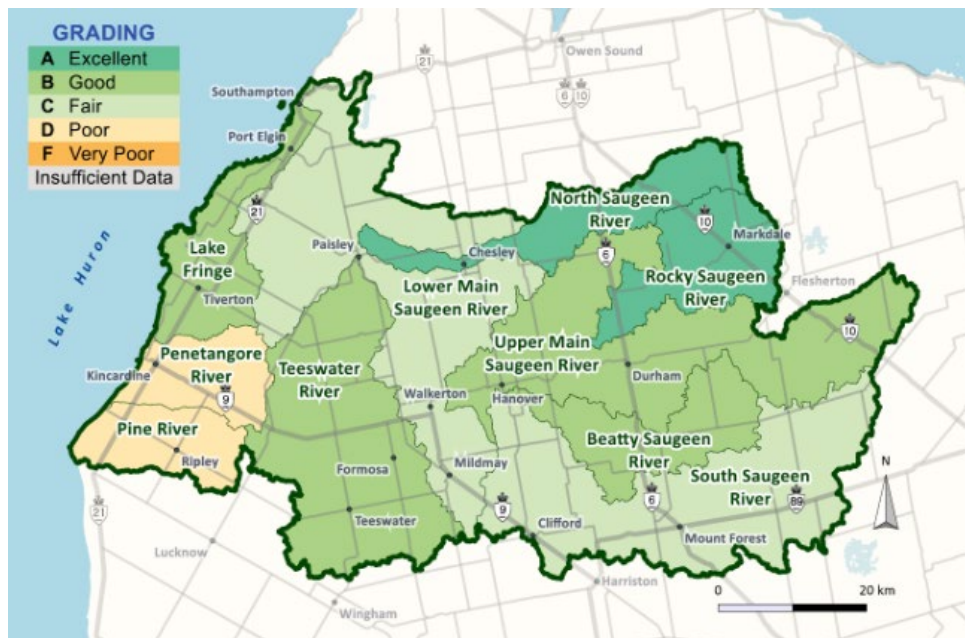 GRADING
A Excellent
B Good
C Fair
D Poor
F Very Poor
Insufficient Data
21
Owen Sound
6
10
Southampton
Port Elgin
21
North Saugeen
River
10
Markdale
Paisley
Chesley
6
Lake Huron
Lake
Fringe
Tiverton
Lower Main
Saugeen River
Rocky Saugeen
River
Flesherton
10
Penetangore
River
Kincardine
9
Teeswater
River
Upper Main
Saugeen River
Durham
Walkerton
Hanover
Pine River
Ripley
Beatty Saugeen
River
Formosa
Mildmay
South Saugeen
River
N
21
9
6
89
Teeswater
Clifford
Mount Forest
Lucknow
Harriston
Wingham
0
20 km